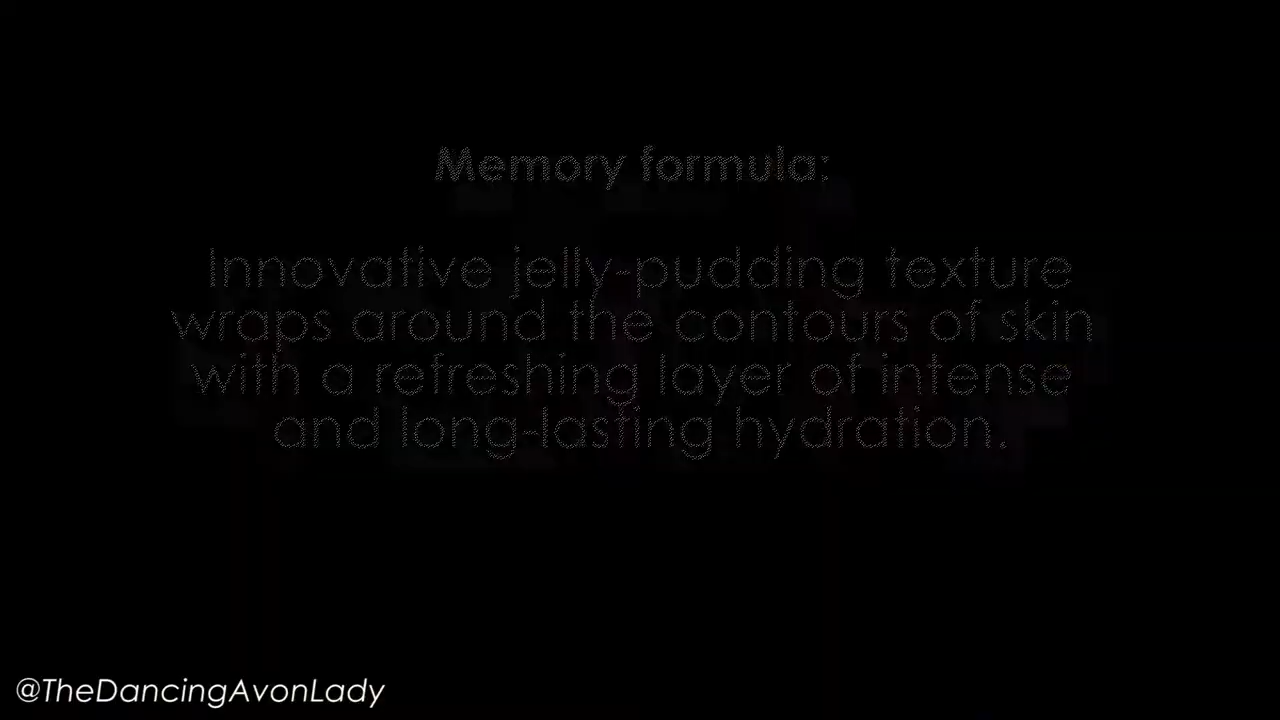 Memory formula:
Innovative jelly-pudding texture
wraps around the contours of skin
with a refreshing layer of intense
and long-lasting hydration.
@TheDancingAvonLady